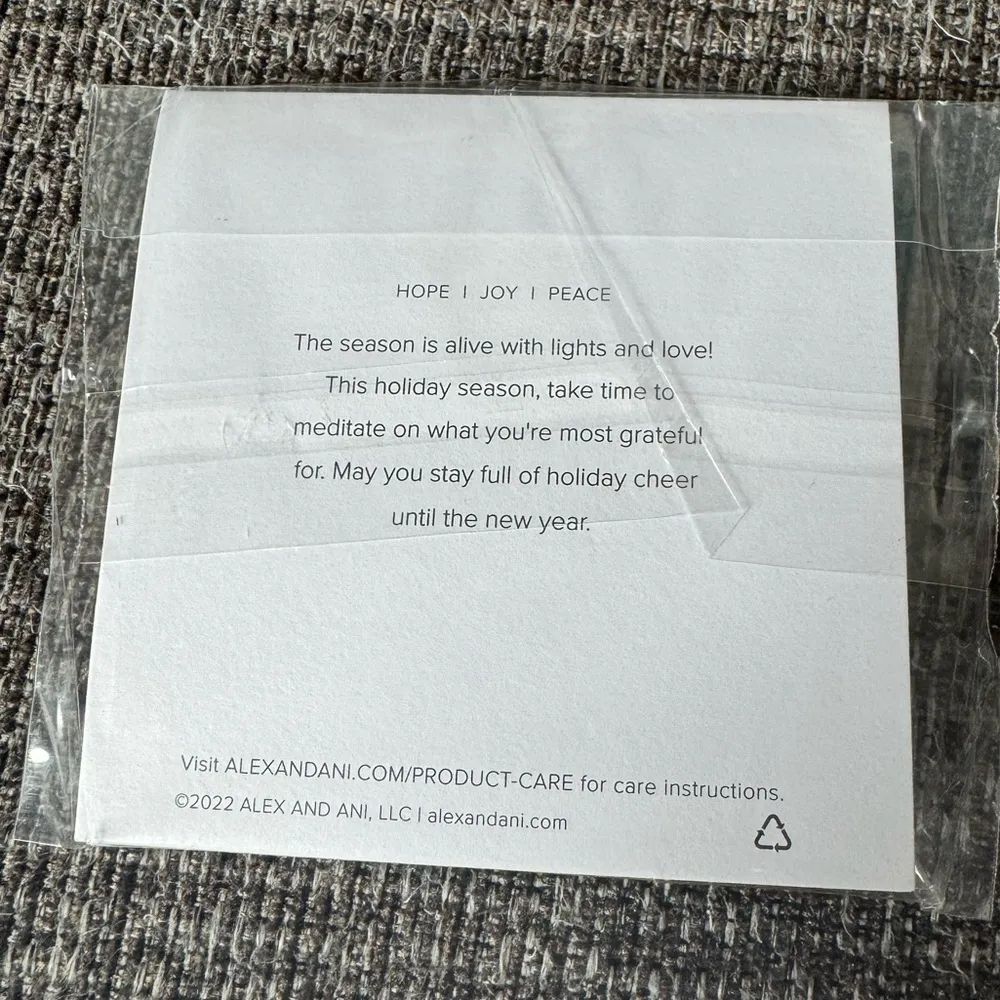 HOPE | JOY | PEACE
The season is alive with lights and love!
This holiday season, take time to
meditate on what you're most grateful
for. May you stay full of holiday cheer
until the new year.
Visit ALEXANDANI.COM/PRODUCT-CARE for care instructions.
©2022 ALEX AND ANI, LLC | alexandani.com